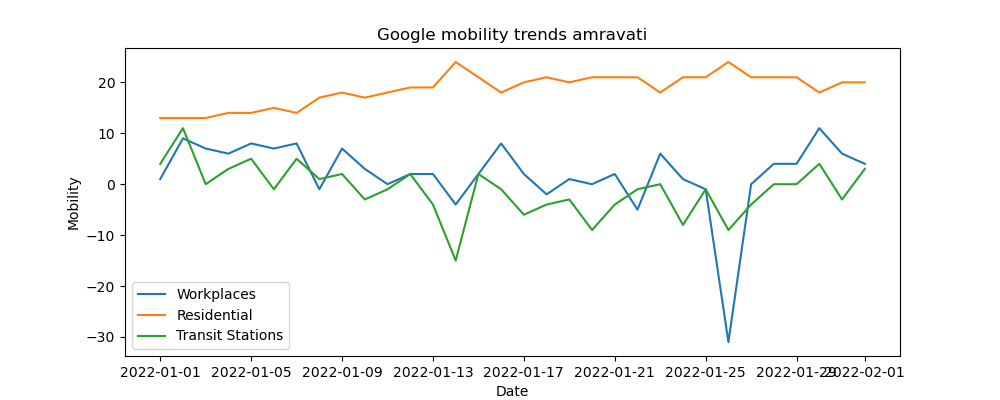 Google mobility trends amravati
Mobility
20
10
0
−10
−20
−30
Workplaces
Residential
Transit Stations
2022-01-01 2022-01-05 2022-01-09 2022-01-13 2022-01-17 2022-01-21 2022-01-25 2022-01-29 2022-02-01
Date